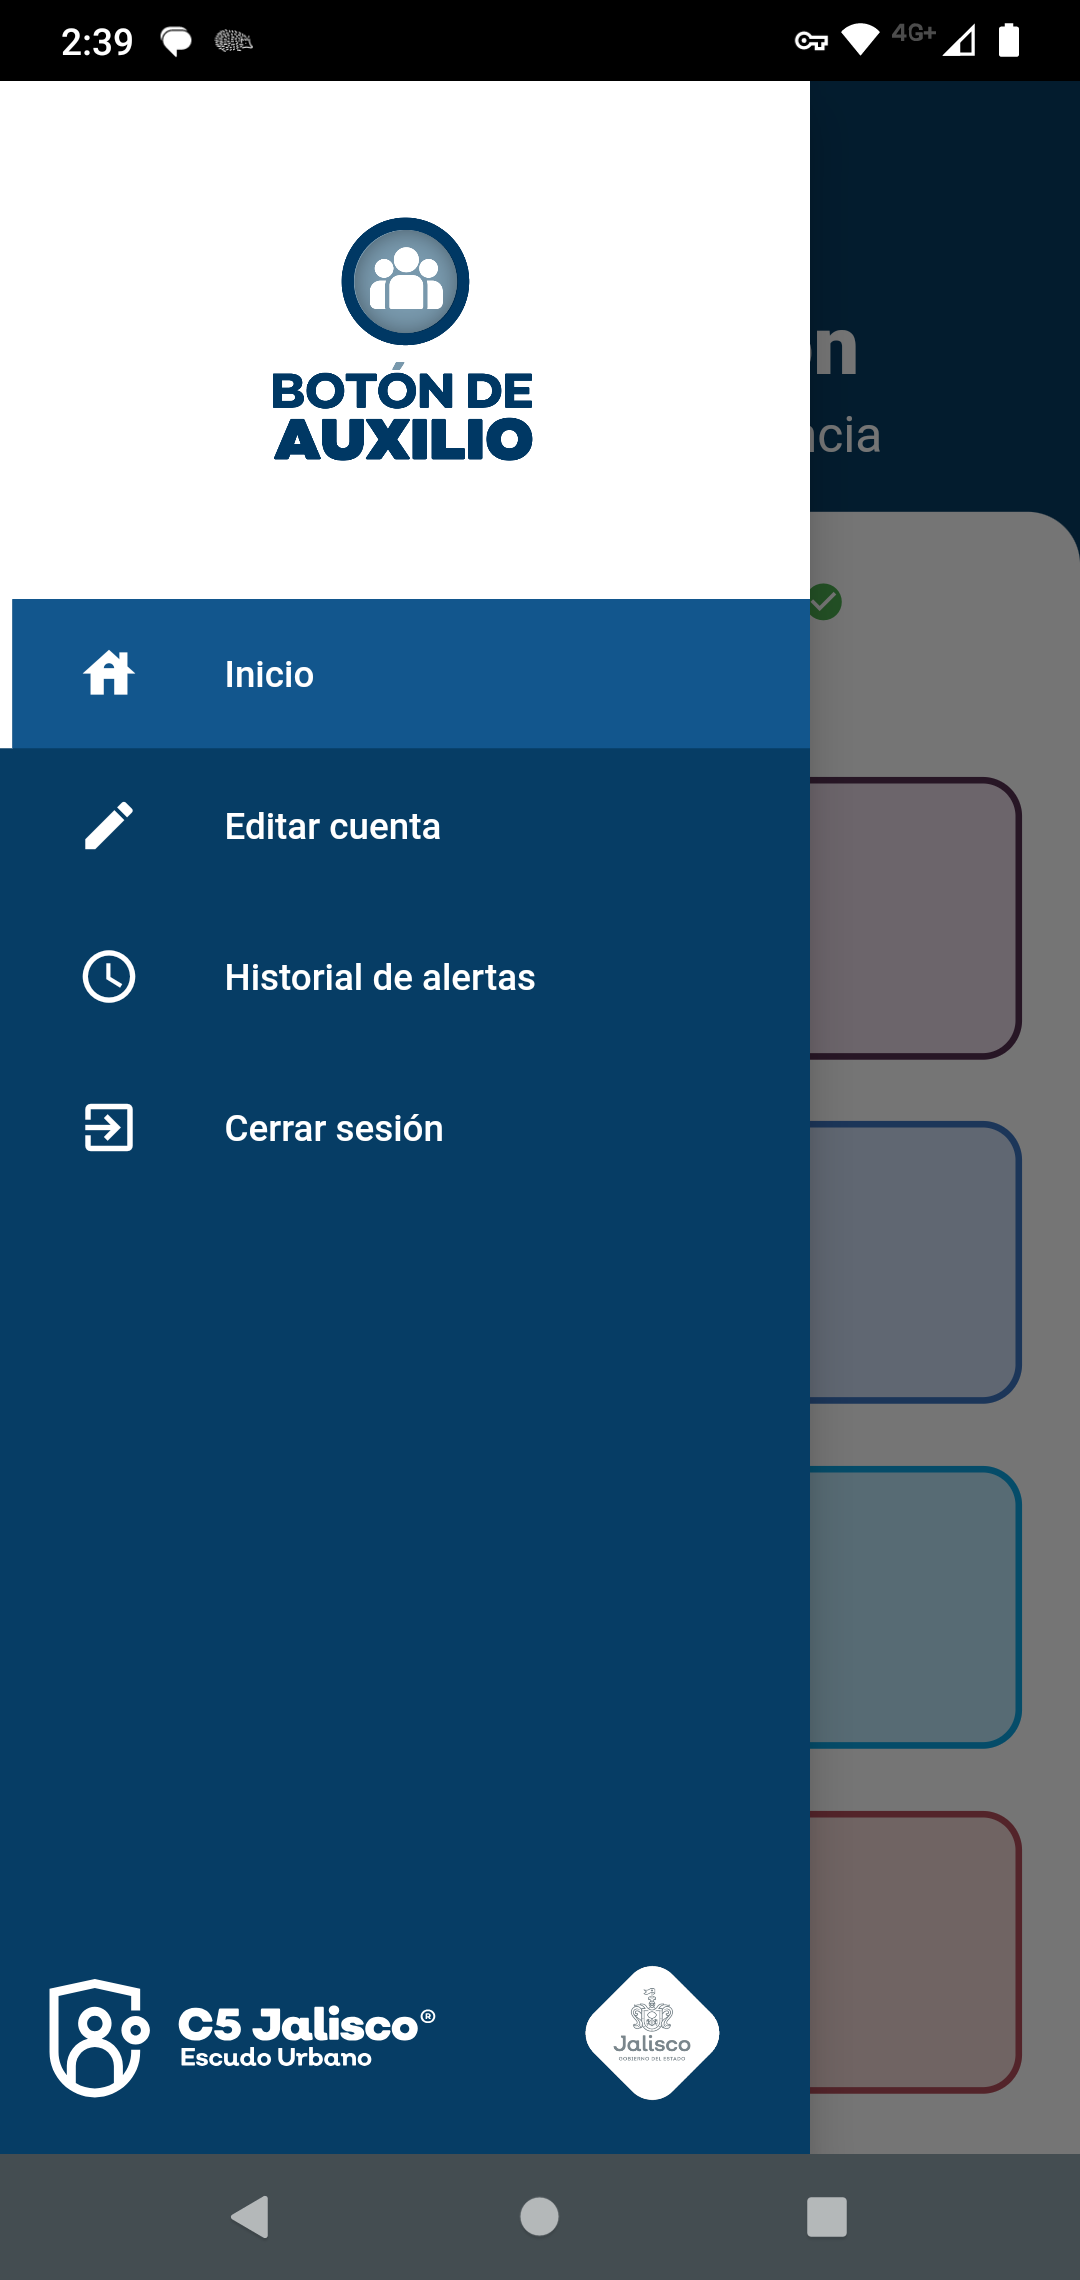 2:39
4G+
BOTÓN DE
AUXILIO
Inicio
Editar cuenta
Historial de alertas
Cerrar sesión
C5 Jalisco®
Escudo Urbano
Jalisco
GOBIERNO DEL ESTADO